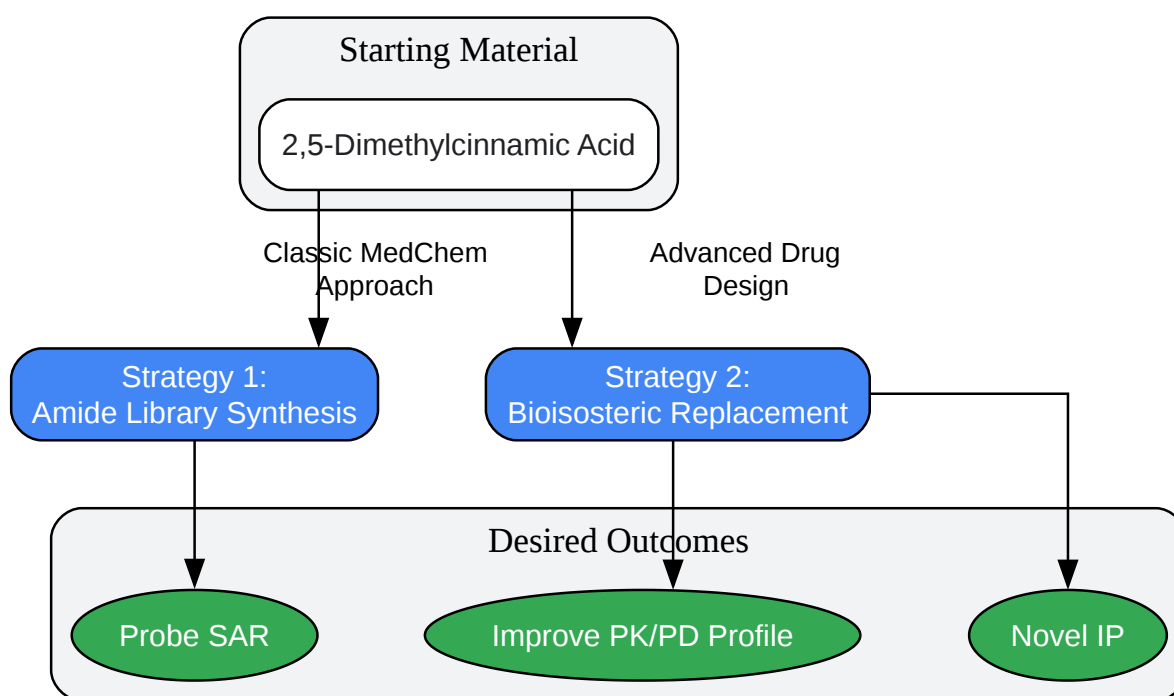 Starting Material
2,5-Dimethylcinnamic Acid
Classic MedChem
Approach
Advanced Drug
Design
Strategy 1:
Amide Library Synthesis
Strategy 2:
Bioisosteric Replacement
Desired Outcomes
Probe SAR
Improve PK/PD Profile
Novel IP